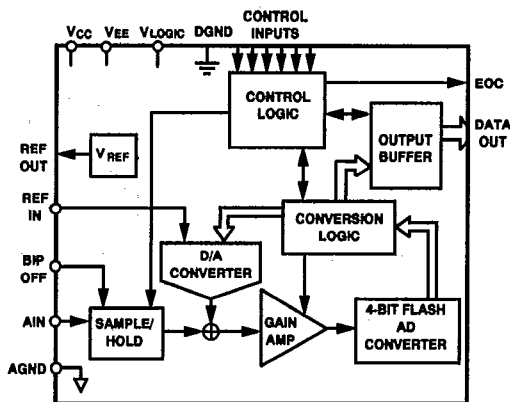 VCC VEE VLOGIC DGND CONTROL
INPUTS
CONTROL
LOGIC
EOC
OUTPUT
BUFFER
DATA
OUT
REF
OUT
VREF
REF
IN
CONVERSION
LOGIC
D/A
CONVERTER
BIP
OFF
AIN
SAMPLE/
HOLD
GAIN
AMP
4-BIT FLASH
AD
CONVERTER
AGND